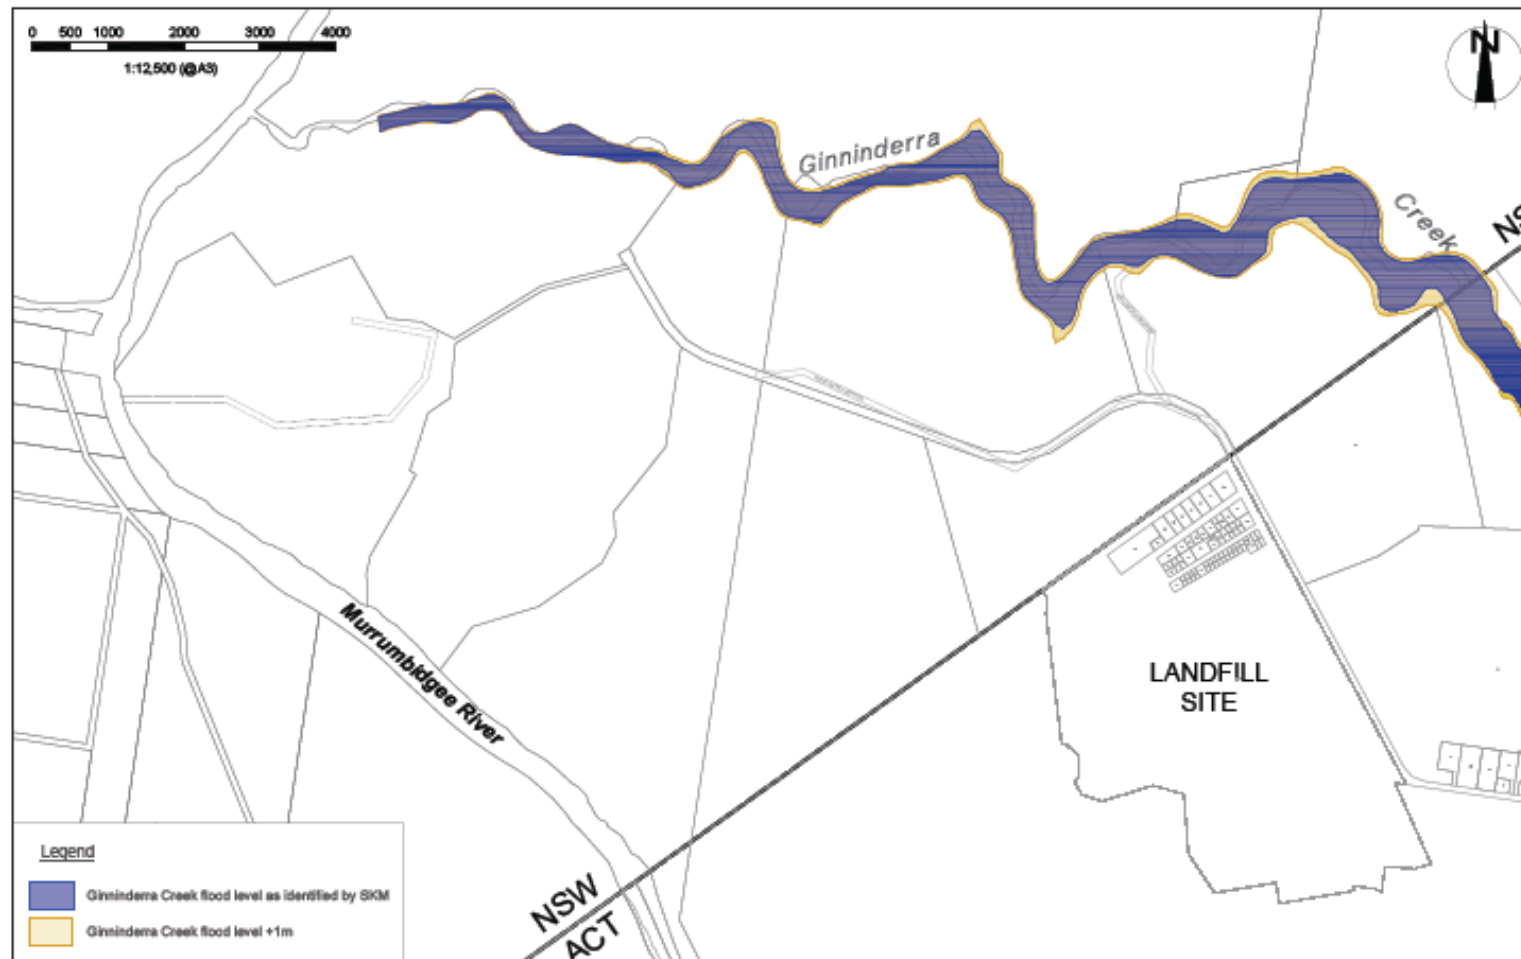 0 500 1000 2000 3000 4000
1:12,500 (@A3)
N
Ginninderra
Creek
NS
Murrumbidgee River
LANDFILL
SITE
NSW
ACT
Legend
Ginninderra Creek flood level as identified by SKM
Ginninderra Creek flood level +1m